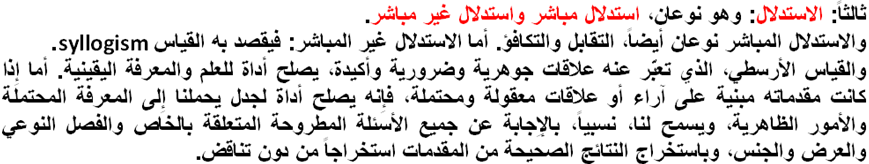 ثالثاً: الاستدلال: وهو نوعان، استدلال مباشر واستدلال غير مباشر.
والاستدلال المباشر نوعان أيضاً، التقابل والتكافؤ. أما الاستدلال غير المباشر: فيقصد به القياس syllogism.
والقياس الأرسطي، الذي تعبّر عنه علاقات جوهرية وضرورية وأكيدة، يصلح أداة للعلم والمعرفة اليقينية. أما إذا
كانت مقدماته مبنية على آراء أو علاقات معقولة ومحتملة، فإنه يصلح أداة لجدل يحملنا إلى المعرفة المحتملة
والأمور الظاهرية، ويسمح لنا، نسبياً، بالإجابة عن جميع الأسئلة المطروحة المتعلقة بالخاص والفصل النوعي
والعرض والجنس، وباستخراج النتائج الصحيحة من المقدمات استخراجاً من دون تناقض.